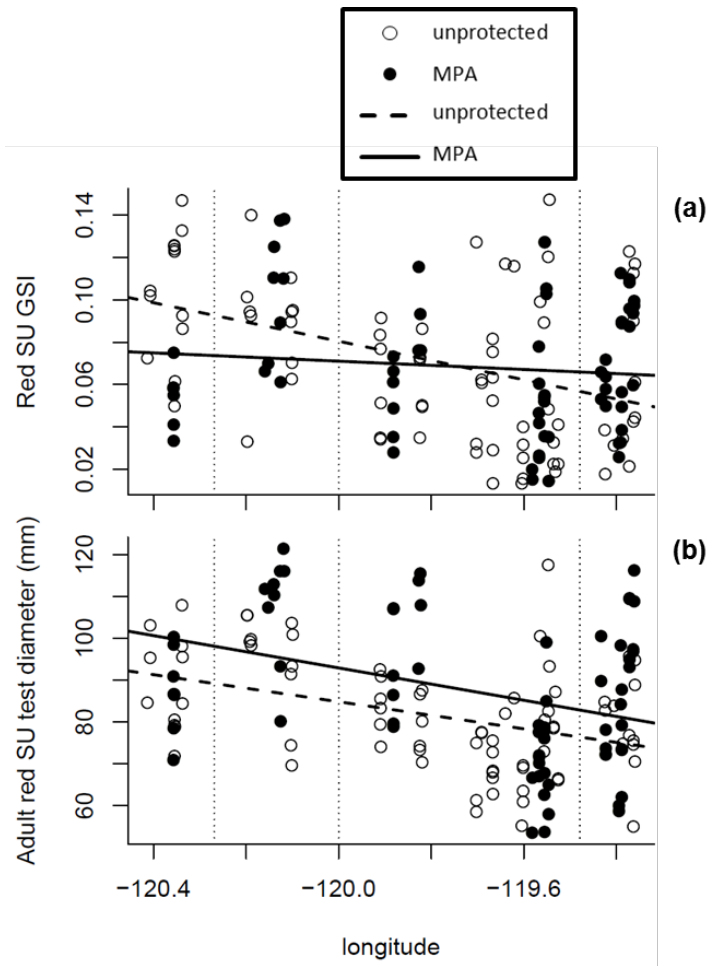 unprotected
MPA
unprotected
MPA
(a)
Red SU GSI
0.14
0.10
0.06
0.02
(b)
Adult red SU test diameter (mm)
120
100
80
60
−120.4
−120.0
−119.6
longitude